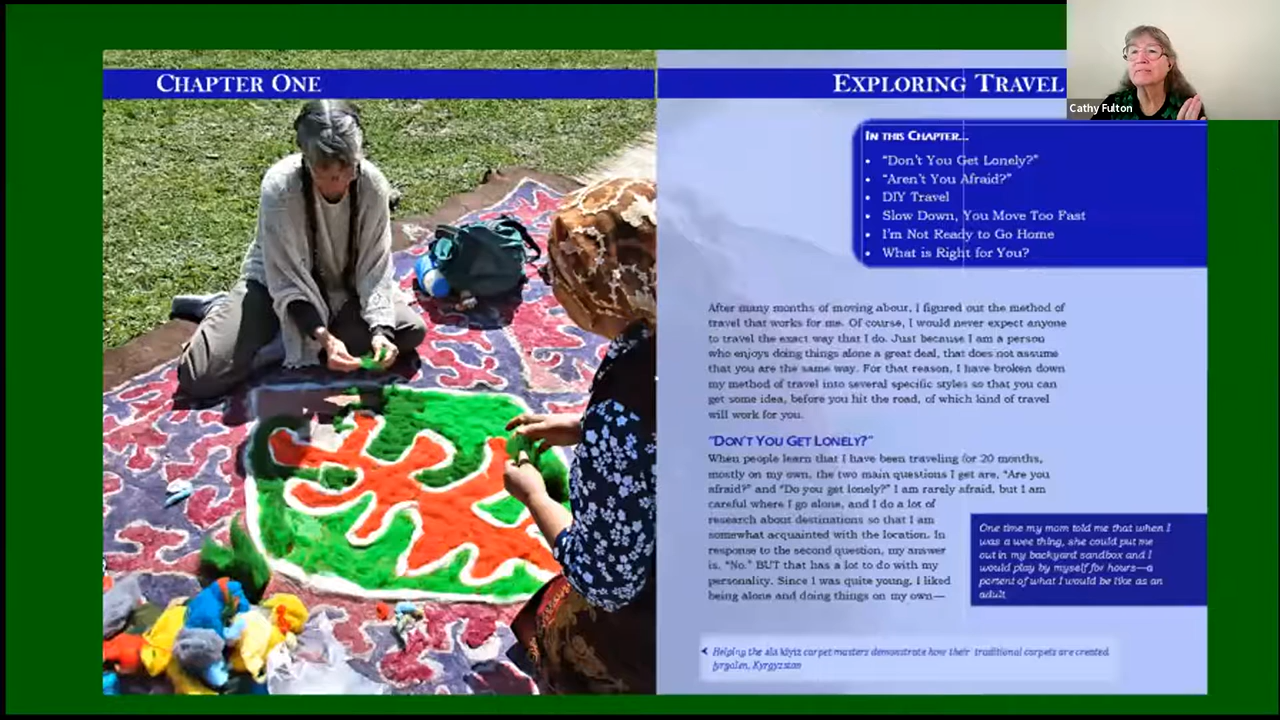 CHAPTER ONE
EXPLORING TRAVEL
Cathy Fulton
IN THIS CHAPTER...
• "Don't You Get Lonely?"
• "Aren't You Afraid?"
• DIY Travel
• Slow Down, You Move Too Fast
• I'm Not Ready to Go Home
• What is Right for You?
After many months of moving about, I figured out the method of
travel that works for me. Of course, I would never expect anyone
to travel the exact way that I do. Just because I am a person
who enjoys doing things alone a great deal, that does not assume
that you are the same way. For that reason, I have broken down
my method of travel into several specific styles so that you can
get some idea, before you hit the road, of which kind of travel
will work for you.
"DON'T YOU GET LONELY?"
When people learn that I have been traveling for 20 months,
mostly on my own, the two main questions I get are, "Are you
afraid?" and "Do you get lonely?" I am rarely afraid, but I am
careful where I go alone, and I do a lot of
research about destinations so that I am
somewhat acquainted with the location. In
response to the second question, my answer
is, "No." BUT that has a lot to do with my
personality. Since I was quite young, I liked
being alone and doing things on my own—
One time my mom told me that when I
was a wee thing, she could put me
out in my backyard sandbox and I
would play by myself for hours—a
portent of what I would be like as an
adult.
Helping the ala kiyiz carpet masters demonstrate how their traditional carpets are created.
Jyrgalan, Kyrgyzstan